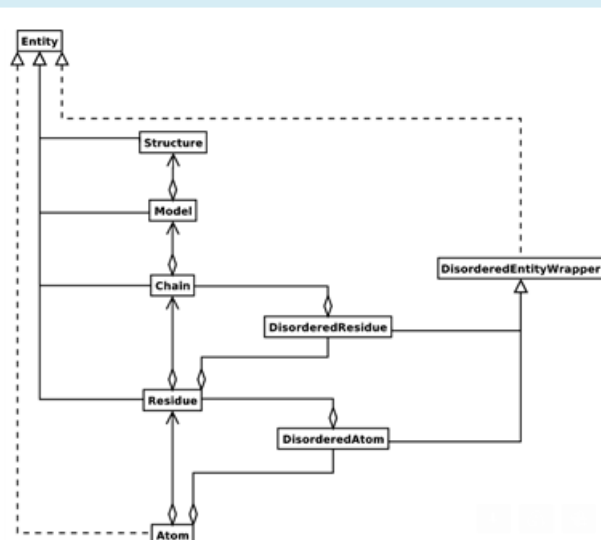 Entity
Structure
Model
DisorderedEntityWrapper
Chain
DisorderedResidue
Residue
DisorderedAtom
Atom